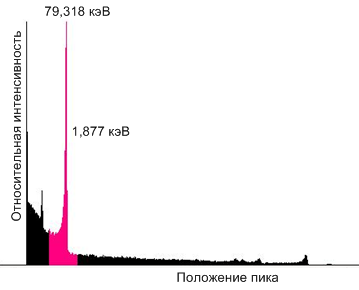 79,318 кэВ
Относительная интенсивность
1,877 кэВ
Положение пика